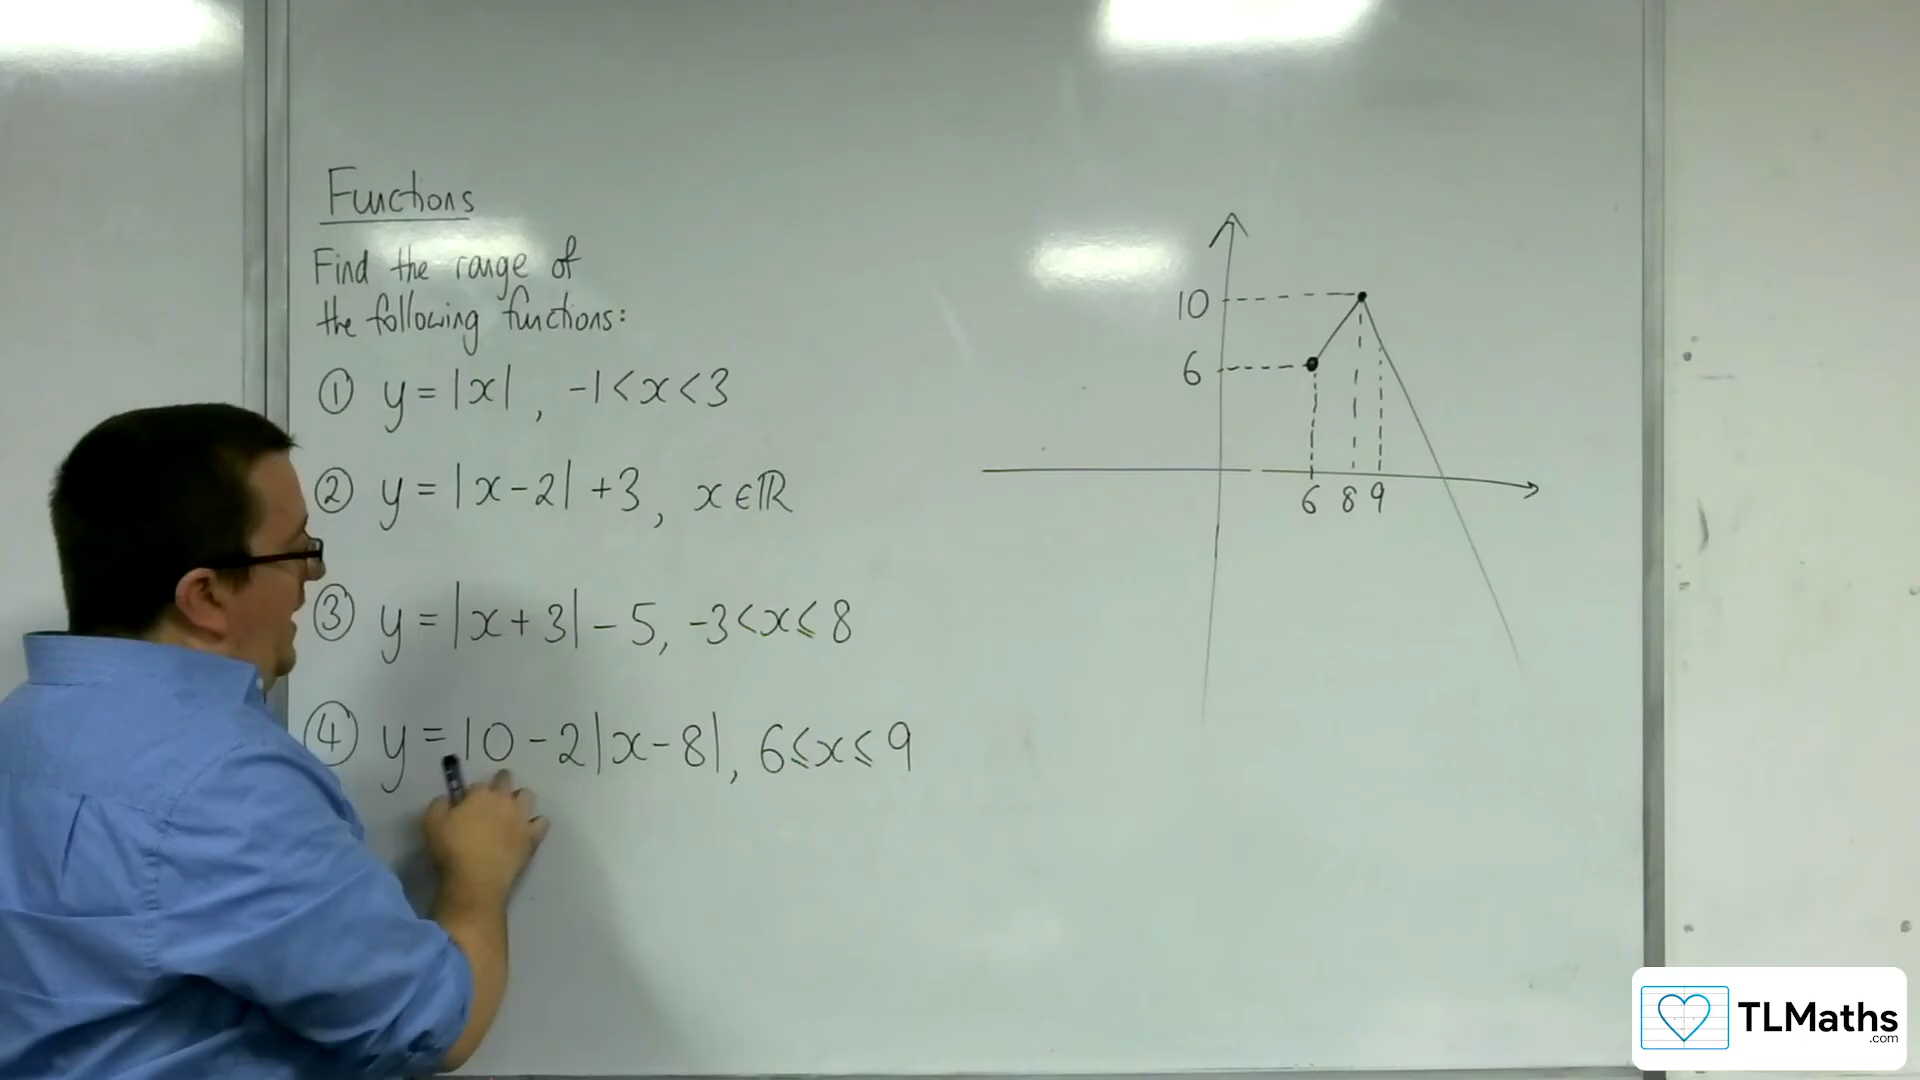 Functions
Find the range of
the following functions:
① y = |x| , -1 < x < 3
② y = |x - 2| + 3 , x ∈ ℝ
③ y = |x + 3| - 5, -3 < x ⩽ 8
④ y = 10 - 2|x - 8| , 6 ⩽ x ⩽ 9
10
6
6 8 9
TLMaths
.com